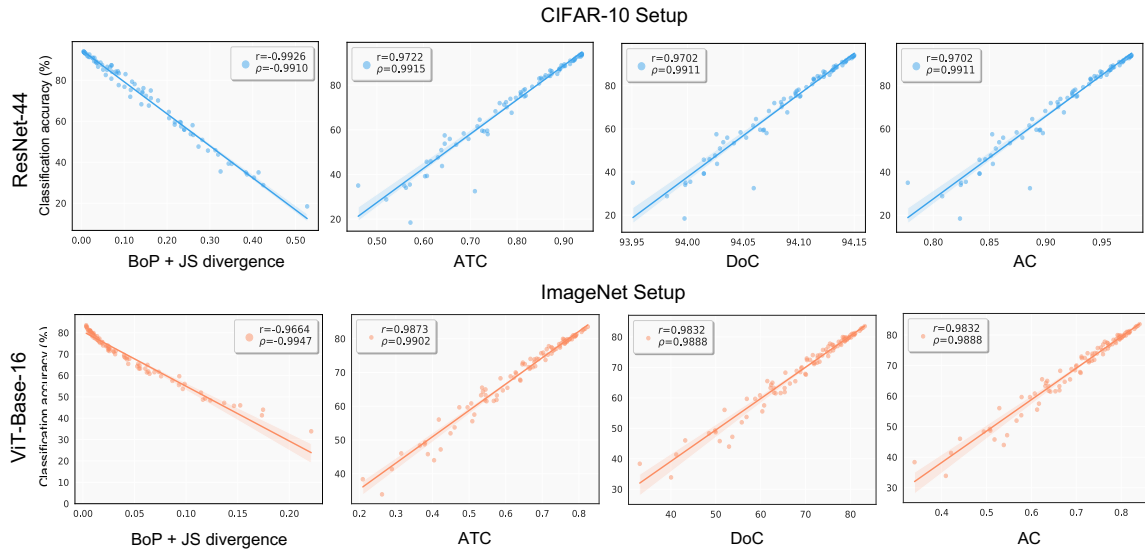 CIFAR-10 Setup
ResNet-44
Classification accuracy (%)
80
60
40
20
r=-0.9926
ρ=-0.9910
0.00 0.10 0.20 0.30 0.40 0.50
BoP + JS divergence
80
60
40
20
r=0.9722
ρ=0.9915
0.50 0.60 0.70 0.80 0.90
ATC
80
60
40
20
r=0.9702
ρ=0.9911
93.95 94.00 94.05 94.10 94.15
DoC
80
60
40
20
r=0.9702
ρ=0.9911
0.80 0.85 0.90 0.95
AC
ImageNet Setup
ViT-Base-16
Classification accuracy (%)
80
70
60
50
40
30
20
10
0
r=-0.9664
ρ=-0.9947
0.00 0.05 0.10 0.15 0.20
BoP + JS divergence
80
70
60
50
40
r=0.9873
ρ=0.9902
0.2 0.3 0.4 0.5 0.6 0.7 0.8
ATC
80
70
60
50
40
30
r=0.9832
ρ=0.9888
40 50 60 70 80
DoC
80
70
60
50
40
30
r=0.9832
ρ=0.9888
0.4 0.5 0.6 0.7 0.8
AC